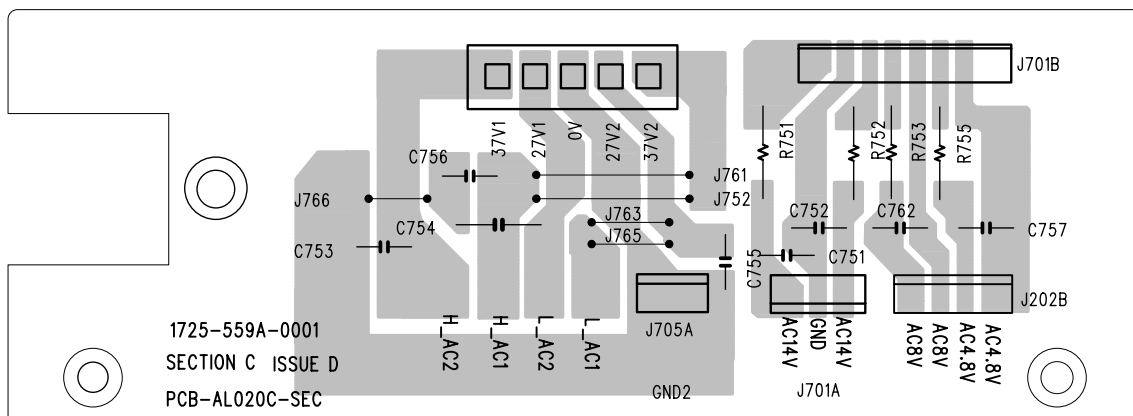 J701B
37V1
27V1
0V
27V2
37V2
R751
R752
R753
R755
C756
J761
J766
J752
C754
J763
C752
C762
C757
C753
J765
C755
C751
J705A
J202B
1725-559A-0001
SECTION C ISSUE D
PCB-AL020C-SEC
H_AC2
H_AC1
L_AC2
L_AC1
GND2
AC14V
GND
AC14V
J701A
AC8V
AC8V
AC4.8V
AC4.8V